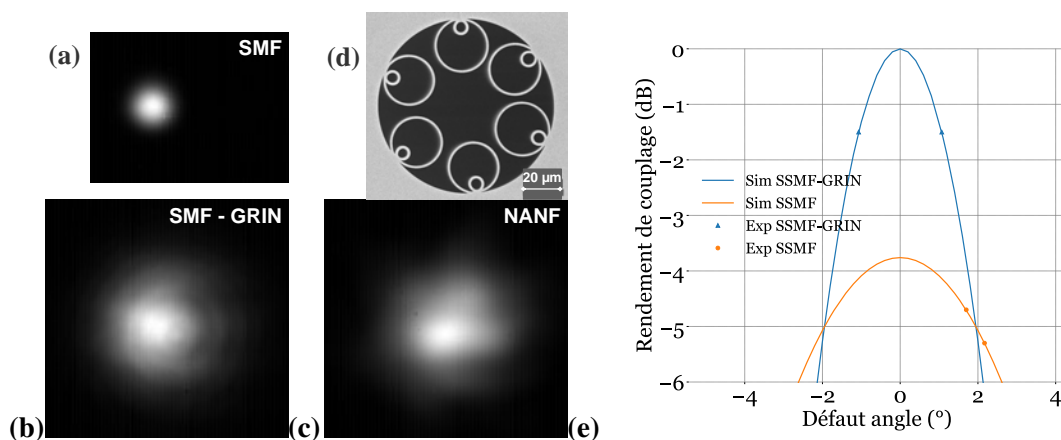 (a)
SMF
(d)
20 µm
SMF - GRIN
NANF
(b)
(c)
(e)
Rendement de couplage (dB)
0
−1
−2
−3
−4
−5
−6
Sim SSMF-GRIN
Sim SSMF
Exp SSMF-GRIN
Exp SSMF
−4
−2
0
2
4
Défaut angle (°)